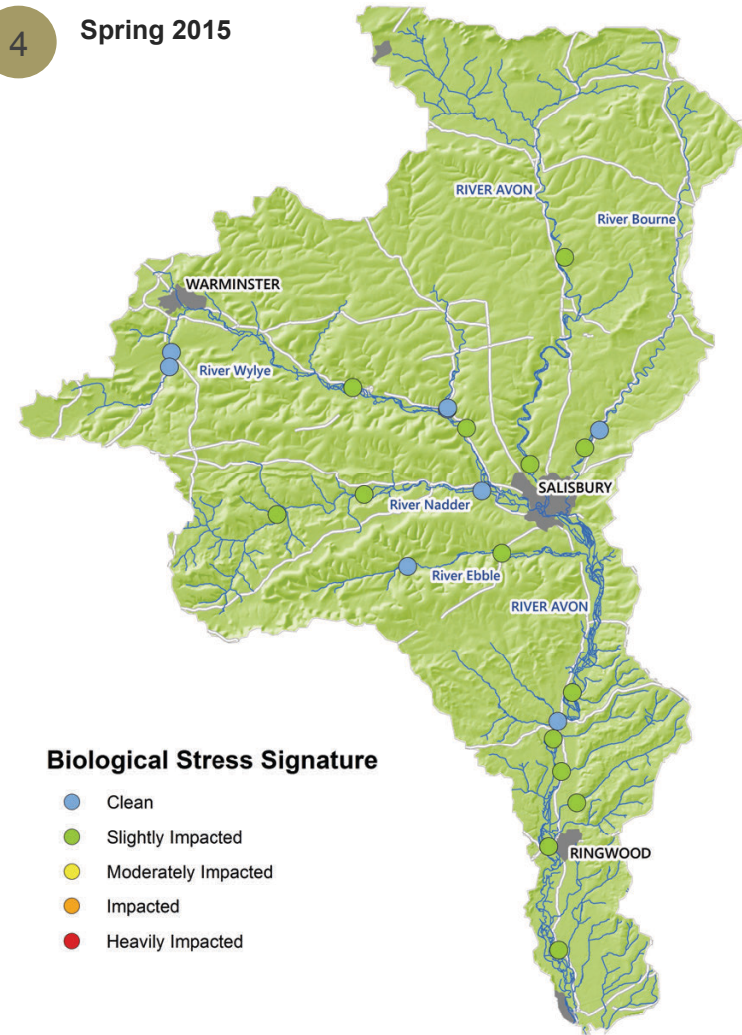 4
Spring 2015
RIVER AVON
River Bourne
WARMINSTER
River Wylye
SALISBURY
River Nadder
River Ebble
RIVER AVON
Biological Stress Signature
Clean
Slightly Impacted
Moderately Impacted
RINGWOOD
Impacted
Heavily Impacted